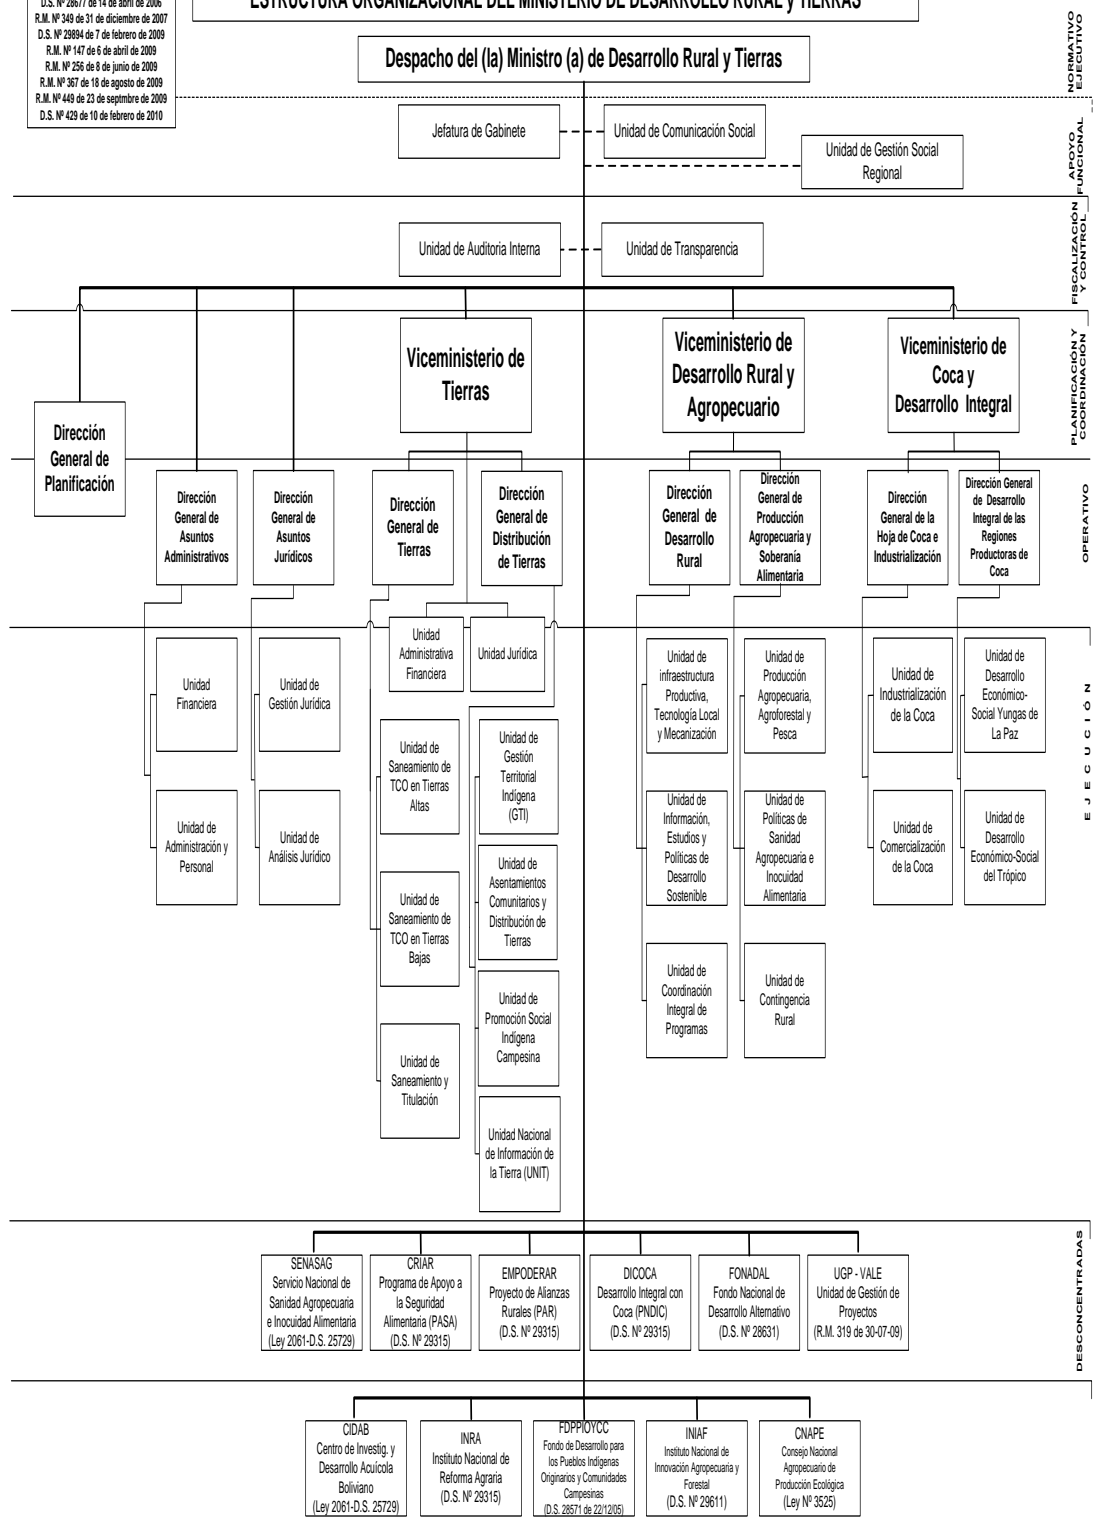 D.S. Nº 28677 de 14 de abril de 2006
R.M. Nº 349 de 31 de diciembre de 2007
D.S. Nº 29894 de 7 de febrero de 2009
R.M. Nº 147 de 6 de abril de 2009
R.M. Nº 256 de 8 de junio de 2009
R.M. Nº 367 de 18 de agosto de 2009
R.M. Nº 449 de 23 de septmbre de 2009
D.S. Nº 429 de 10 de febrero de 2010
ESTRUCTURA ORGANIZACIONAL DEL MINISTERIO DE DESARROLLO RURAL y TIERRAS
Despacho del (la) Ministro (a) de Desarrollo Rural y Tierras
NORMATIVO
EJECUTIVO
Jefatura de Gabinete
Unidad de Comunicación Social
Unidad de Gestión Social
Regional
APOYO
FUNCIONAL
Unidad de Auditoria Interna
Unidad de Transparencia
FISCALIZACIÓN
Y CONTROL
Viceministerio de
Tierras
Viceministerio de
Desarrollo Rural y
Agropecuario
Viceministerio de
Coca y
Desarrollo Integral
PLANIFICACIÓN Y
COORDINACIÓN
Dirección
General de
Planificación
Dirección
General de
Asuntos
Administrativos
Dirección
General de
Asuntos
Jurídicos
Dirección
General de
Tierras
Dirección
General de
Distribución
de Tierras
Dirección
General de
Desarrollo
Rural
Dirección
General de
Producción
Agropecuaria y
Soberanía
Alimentaria
Dirección
General de la
Hoja de Coca e
Industrialización
Dirección General
de Desarrollo
Integral de las
Regiones
Productoras de
Coca
OPERATIVO
Unidad
Administrativa
Financiera
Unidad Jurídica
Unidad
Financiera
Unidad de
Gestión Jurídica
Unidad de
infraestructura
Productiva,
Tecnología Local
y Mecanización
Unidad de
Producción
Agropecuaria,
Agroforestal y
Pesca
Unidad de
Industrialización
de la Coca
Unidad de
Desarrollo
Económico-
Social Yungas de
La Paz
EJECUCIÓN
Unidad de
Saneamiento de
TCO en Tierras
Altas
Unidad de
Gestión
Territorial
Indígena
(GTI)
Unidad de
Administración y
Personal
Unidad de
Análisis Jurídico
Unidad de
Información,
Estudios y
Políticas de
Desarrollo
Sostenible
Unidad de
Políticas de
Sanidad
Agropecuaria e
Inocuidad
Alimentaria
Unidad de
Comercialización
de la Coca
Unidad de
Desarrollo
Económico-Social
del Trópico
Unidad de
Saneamiento de
TCO en Tierras
Bajas
Unidad de
Asentamientos
Comunitarios y
Distribución de
Tierras
Unidad de
Coordinación
Integral de
Programas
Unidad de
Contingencia
Rural
Unidad de
Promoción Social
Indígena
Campesina
Unidad de
Saneamiento y
Titulación
Unidad Nacional
de Información de
la Tierra (UNIT)
SENASAG
Servicio Nacional de
Sanidad Agropecuaria
e Inocuidad Alimentaria
(Ley 2061-D.S. 25729)
CRIAR
Programa de Apoyo a
la Seguridad
Alimentaria (PASA)
(D.S. Nº 29315)
EMPODERAR
Proyecto de Alianzas
Rurales (PAR)
(D.S. Nº 29315)
DICOCA
Desarrollo Integral con
Coca (PNDIC)
(D.S. Nº 29315)
FONADAL
Fondo Nacional de
Desarrollo Alternativo
(D.S. Nº 28631)
UGP - VALE
Unidad de Gestión de
Proyectos
(R.M. 319 de 30-07-09)
DESCONCENTRADAS
CIDAB
Centro de Investig. y
Desarrollo Acuícola
Boliviano
(Ley 2061-D.S. 25729)
INRA
Instituto Nacional de
Reforma Agraria
(D.S. Nº 29315)
FDPPIOYCC
Fondo de Desarrollo para
los Pueblos Indígenas
Originarios y Comunidades
Campesinas
(D.S. 28571 de 22/12/05)
INIAF
Instituto Nacional de
Innovación Agropecuaria y
Forestal
(D.S. Nº 29611)
CNAPE
Consejo Nacional
Agropecuario de
Producción Ecológica
(Ley Nº 3525)